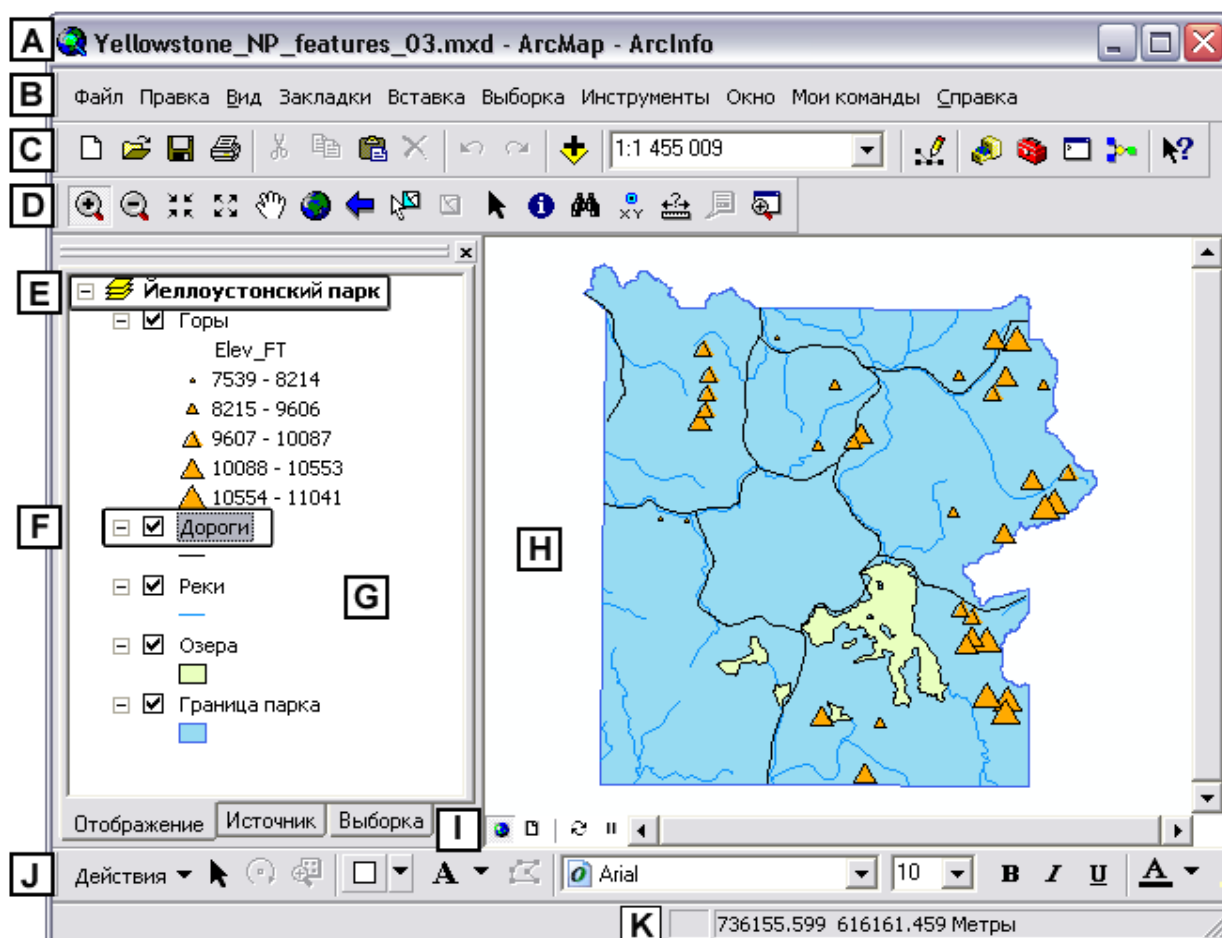 A Yellowstone_NP_features_03.mxd - ArcMap - ArcInfo
B Файл Правка Вид Закладки Вставка Выборка Инструменты Окно Мои команды Справка
C 1:1 455 009 ?
D i XY ?
E Йеллоустонский парк
Горы
Elev_FT
7539 - 8214
8215 - 9606
9607 - 10087
10088 - 10553
10554 - 11041
F Дороги
Реки
G
H
Озера
Граница парка
Отображение Источник Выборка I
J Действия A Arial 10 B I U A
K 736155.599 616161.459 Метры